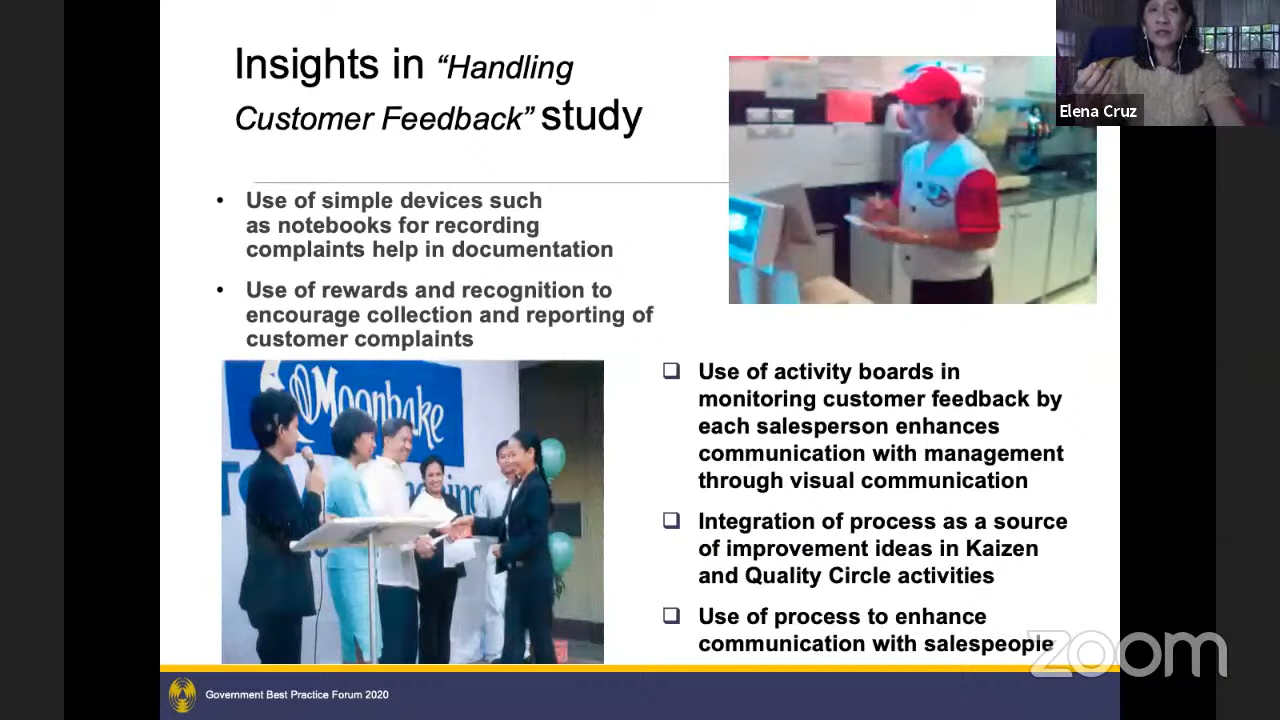 Insights in “Handling
Customer Feedback” study
• Use of simple devices such
as notebooks for recording
complaints help in documentation
• Use of rewards and recognition to
encourage collection and reporting of
customer complaints
Moonbake
❑ Use of activity boards in
monitoring customer feedback by
each salesperson enhances
communication with management
through visual communication
❑ Integration of process as a source
of improvement ideas in Kaizen
and Quality Circle activities
❑ Use of process to enhance
communication with salespeople
Elena Cruz
zoom
Government Best Practice Forum 2020